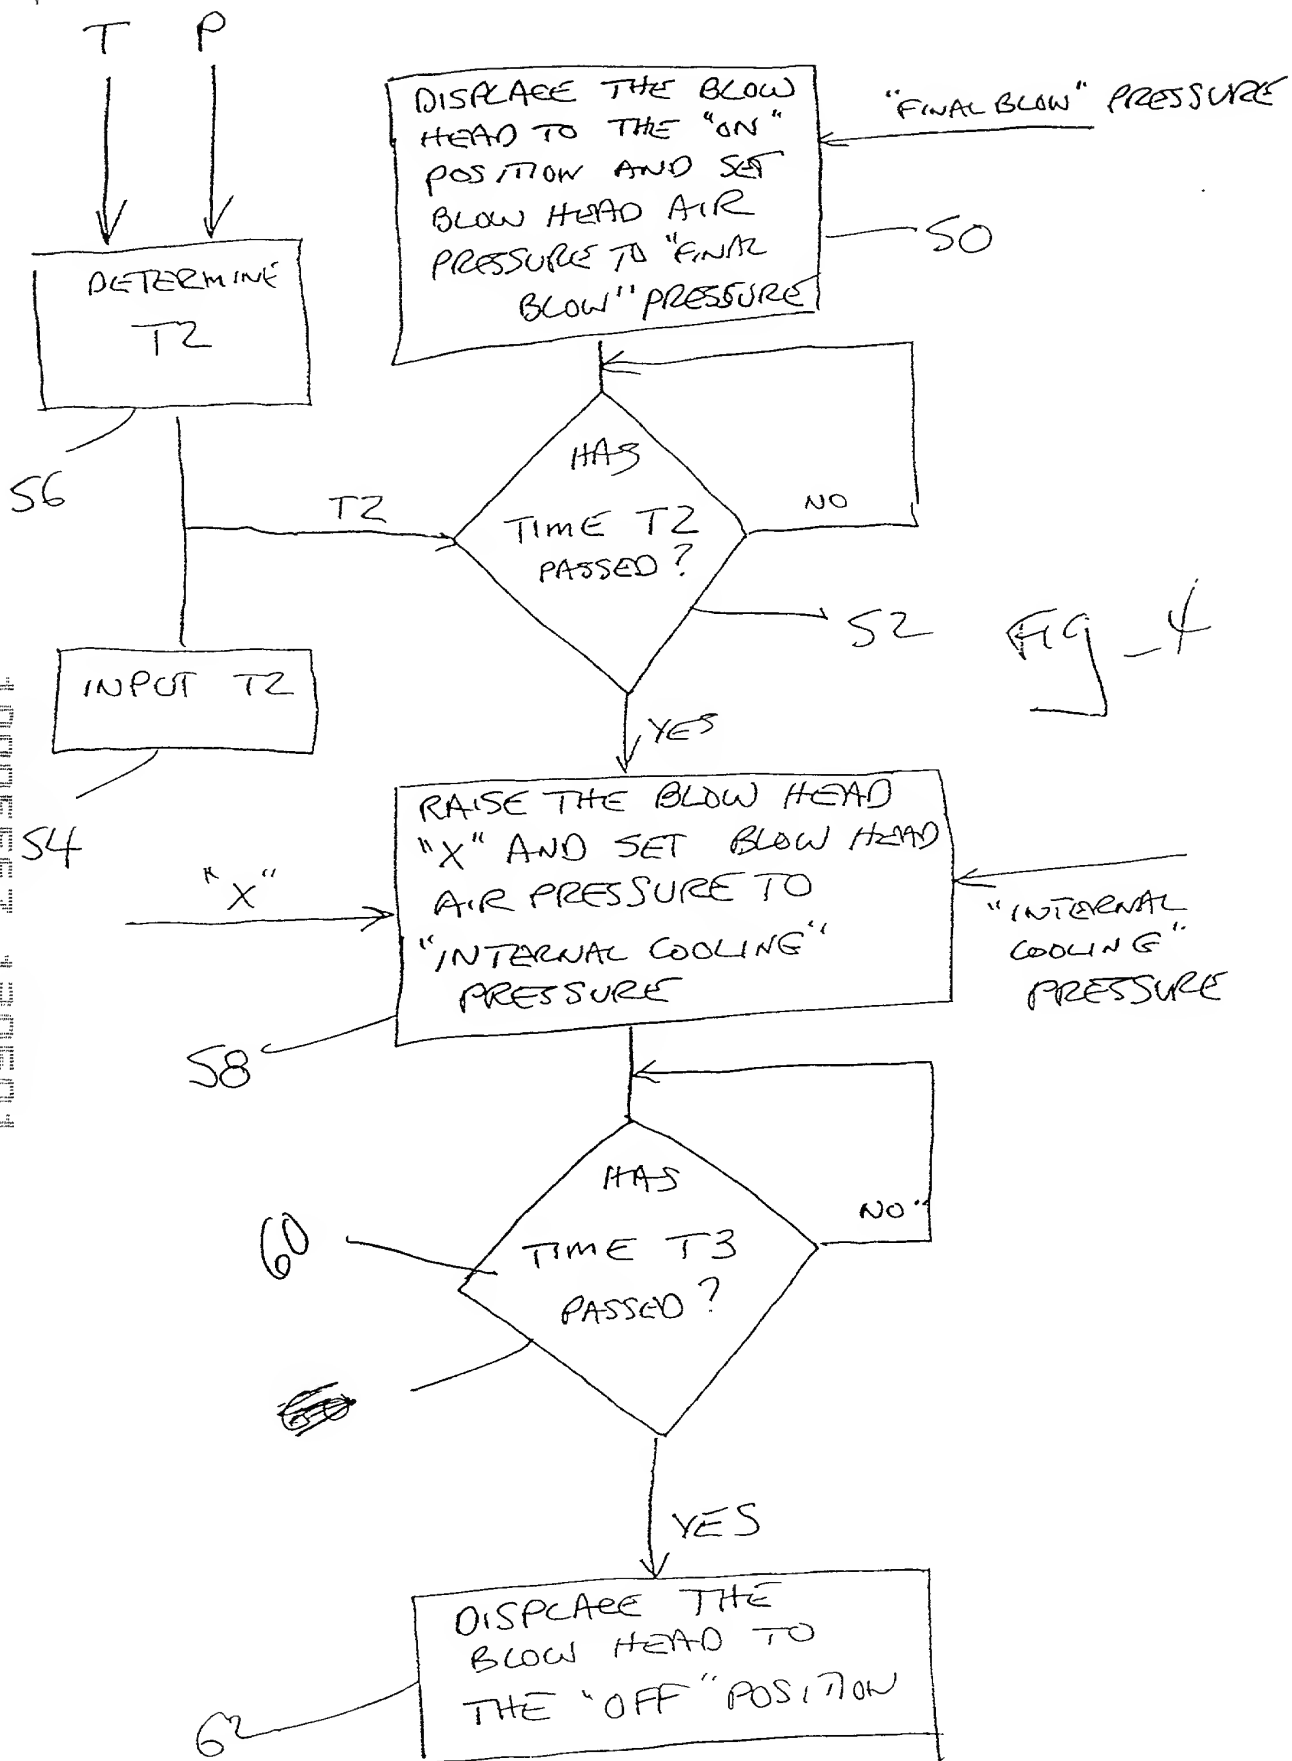 T P
DISPLACE THE BLOW
HEAD TO THE "ON"
POSITION AND SET
BLOW HEAD AIR
PRESSURE TO "FINAL
BLOW" PRESSURE
"FINAL BLOW" PRESSURE
50
DETERMINE
T2
56
T2
HAS
TIME T2
PASSED?
NO
52
Fig_4
INPUT T2
54
YES
RAISE THE BLOW HEAD
"X" AND SET BLOW HEAD
AIR PRESSURE TO
"INTERNAL COOLING"
PRESSURE
"X"
"INTERNAL
COOLING"
PRESSURE
58
HAS
TIME T3
PASSED?
NO"
60
YES
DISPLACE THE
BLOW HEAD TO
THE "OFF" POSITION
62